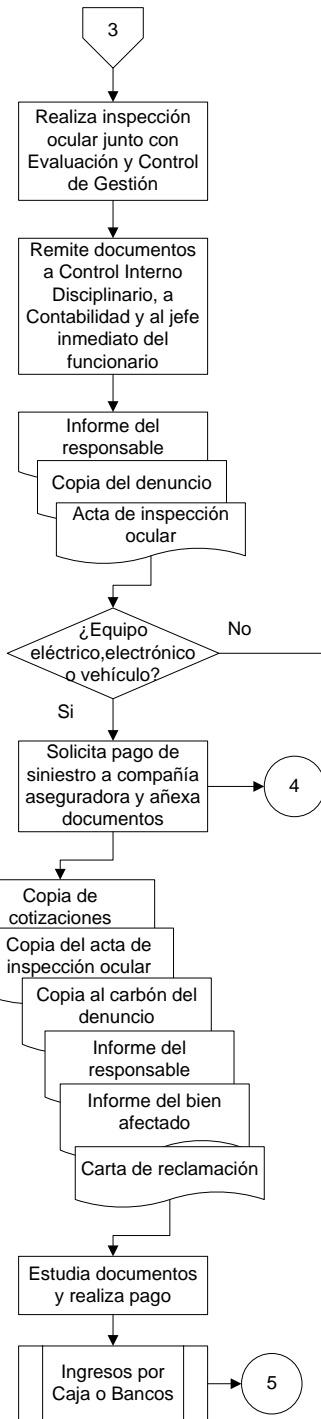 3
Realiza inspección
ocular junto con
Evaluación y Control
de Gestión
Remite documentos
a Control Interno
Disciplinario, a
Contabilidad y al jefe
inmediato del
funcionario
Informe del
responsable
Copia del denuncio
Acta de inspección
ocular
¿Equipo
eléctrico,electrónico
o vehículo?
No
Si
Solicita pago de
siniestro a compañía
aseguradora y añexa
documentos
4
Copia de
cotizaciones
Copia del acta de
inspección ocular
Copia al carbón del
denuncio
Informe del
responsable
Informe del bien
afectado
Carta de reclamación
Estudia documentos
y realiza pago
Ingresos por
Caja o Bancos
5